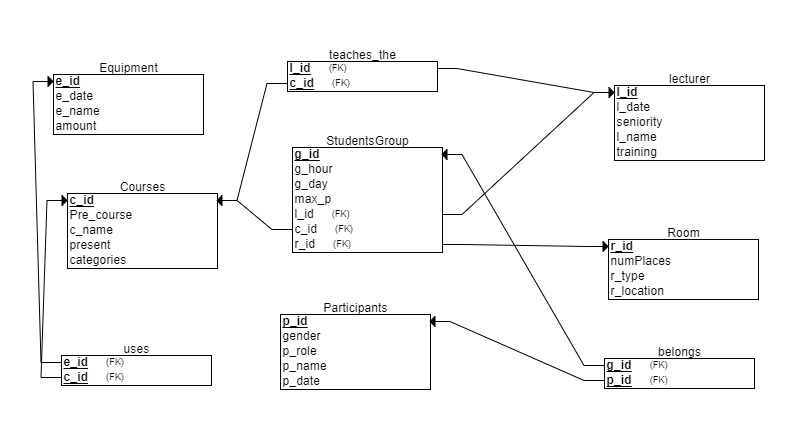 teaches_the
l_id (FK)
c_id (FK)
Equipment
e_id
e_date
e_name
amount
lecturer
l_id
l_date
seniority
l_name
training
StudentsGroup
g_id
g_hour
g_day
max_p
l_id (FK)
c_id (FK)
r_id (FK)
Courses
c_id
Pre_course
c_name
present
categories
Room
r_id
numPlaces
r_type
r_location
Participants
p_id
gender
p_role
p_name
p_date
uses
e_id (FK)
c_id (FK)
belongs
g_id (FK)
p_id (FK)